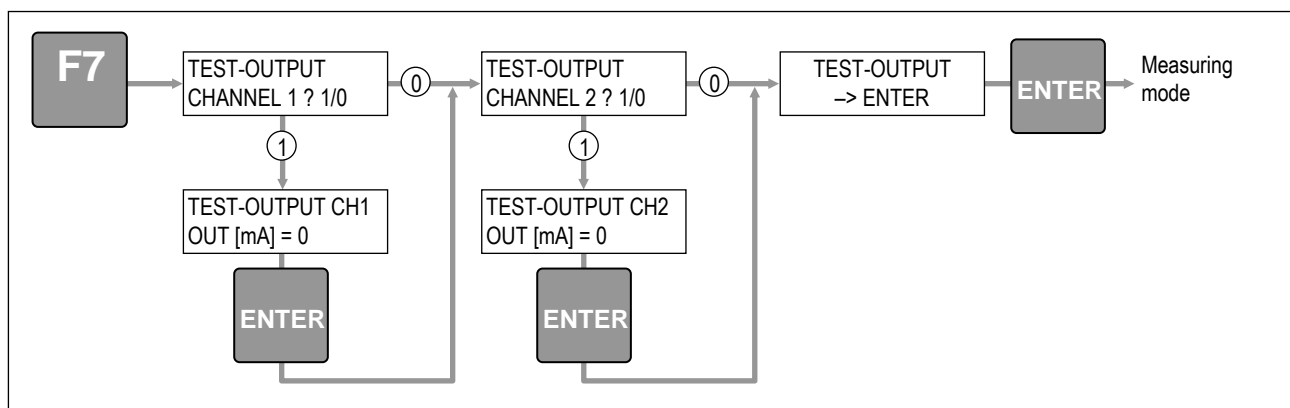 F7
TEST-OUTPUT
CHANNEL 1 ? 1/0
0
TEST-OUTPUT
CHANNEL 2 ? 1/0
0
TEST-OUTPUT
–> ENTER
ENTER
Measuring
mode
1
TEST-OUTPUT CH1
OUT [mA] = 0
ENTER
1
TEST-OUTPUT CH2
OUT [mA] = 0
ENTER